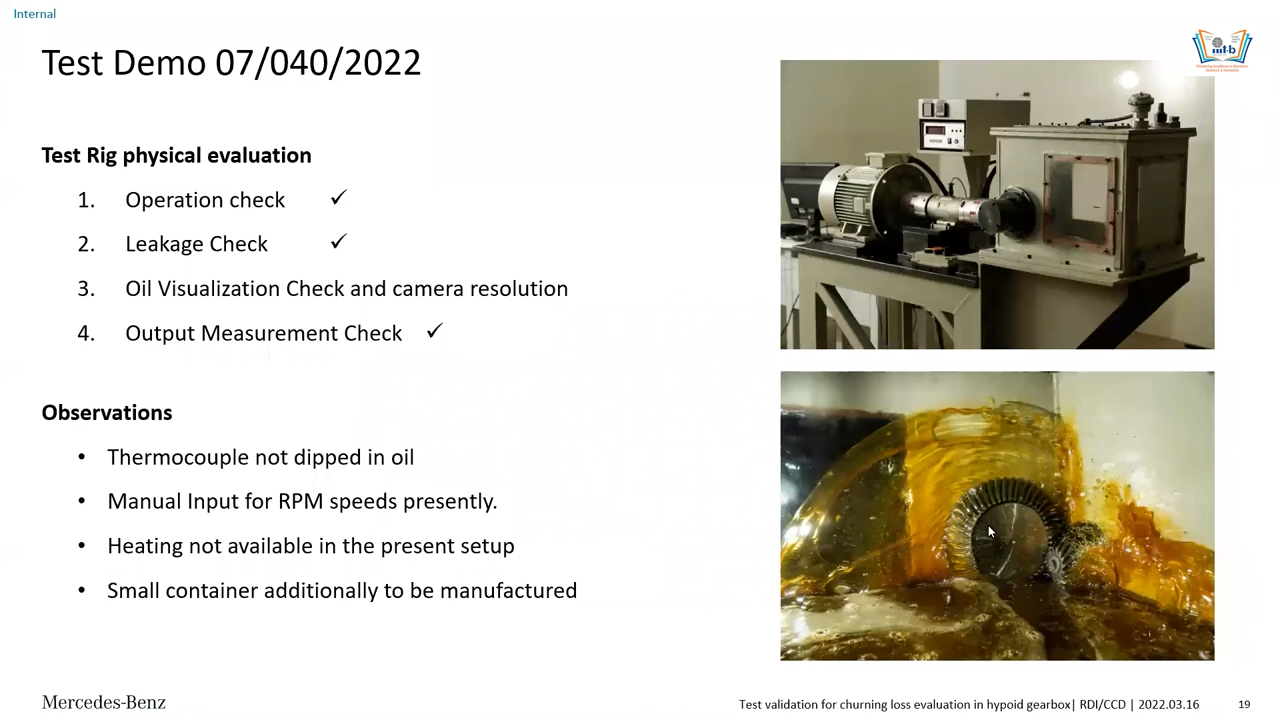 Internal
Test Demo 07/040/2022
Test Rig physical evaluation
1. Operation check ✓
2. Leakage Check ✓
3. Oil Visualization Check and camera resolution
4. Output Measurement Check ✓
Observations
• Thermocouple not dipped in oil
• Manual Input for RPM speeds presently.
• Heating not available in the present setup
• Small container additionally to be manufactured
Mercedes-Benz
Test validation for churning loss evaluation in hypoid gearbox| RDI/CCD | 2022.03.16
19